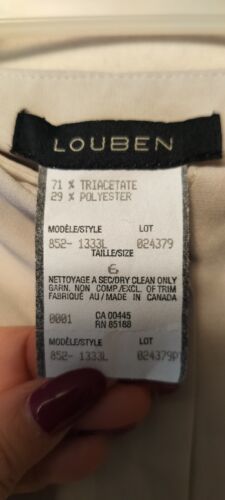 LOUBEN
71 % TRIACETATE
29 % POLYESTER
MODÈLE/STYLE LOT
852- 1333L 024379
TAILLE/SIZE
6
NETTOYAGE A SEC/DRY CLEAN ONLY
GARN. NON COMP./EXCL. OF TRIM
FABRIQUÉ AU / MADE IN CANADA
0001 CA 00445
RN 85188
MODÈLE/STYLE LOT
852- 1333L 024379P